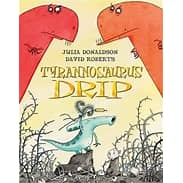 JULIA DONALDSON
DAVID ROBERTS
TYRANNOSAURUS
DRIP